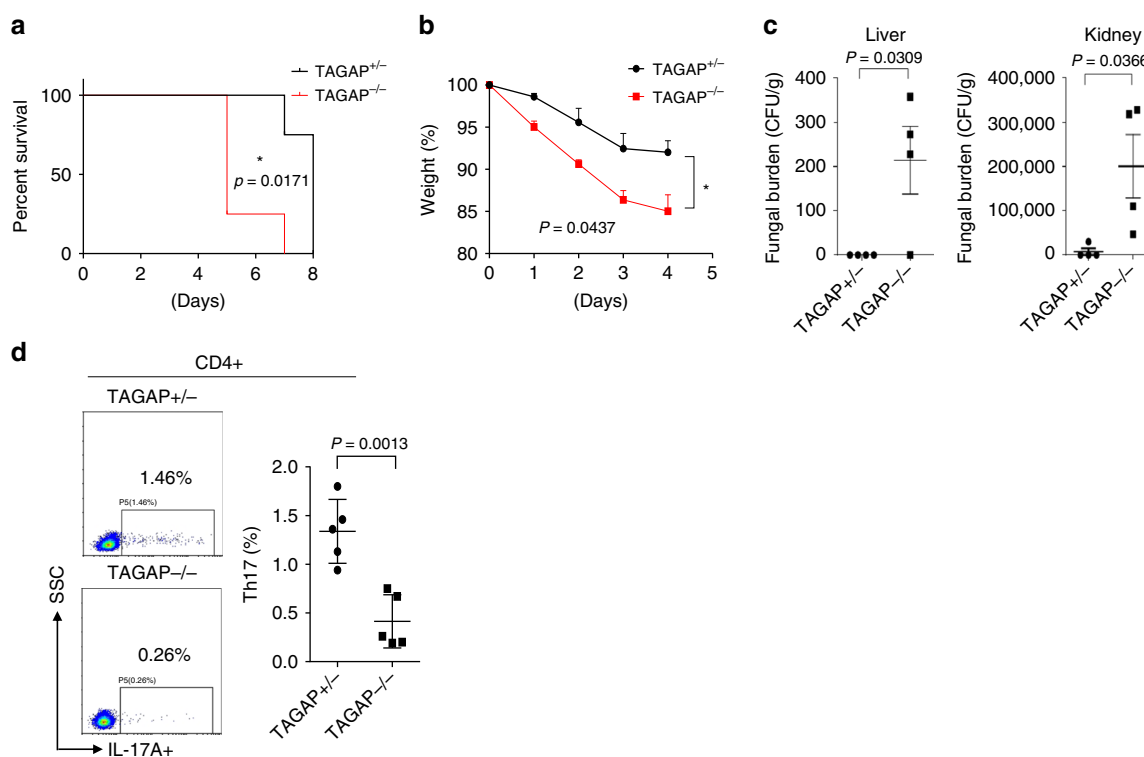 a
TAGAP+/–
TAGAP–/–
100
50
0
Percent survival
*
p = 0.0171
0 2 4 6 8
(Days)
b
TAGAP+/–
TAGAP–/–
100
95
90
85
80
Weight (%)
*
P = 0.0437
0 1 2 3 4 5
(Days)
c
Liver
P = 0.0309
400
300
200
100
0
Fungal burden (CFU/g)
TAGAP+/–
TAGAP–/–
Kidney
P = 0.0366
400,000
300,000
200,000
100,000
0
Fungal burden (CFU/g)
TAGAP+/–
TAGAP–/–
d
CD4+
TAGAP+/–
1.46%
P5(1.46%)
TAGAP–/–
0.26%
P5(0.26%)
SSC
IL-17A+
P = 0.0013
2.0
1.5
1.0
0.5
0.0
Th17 (%)
TAGAP+/–
TAGAP–/–